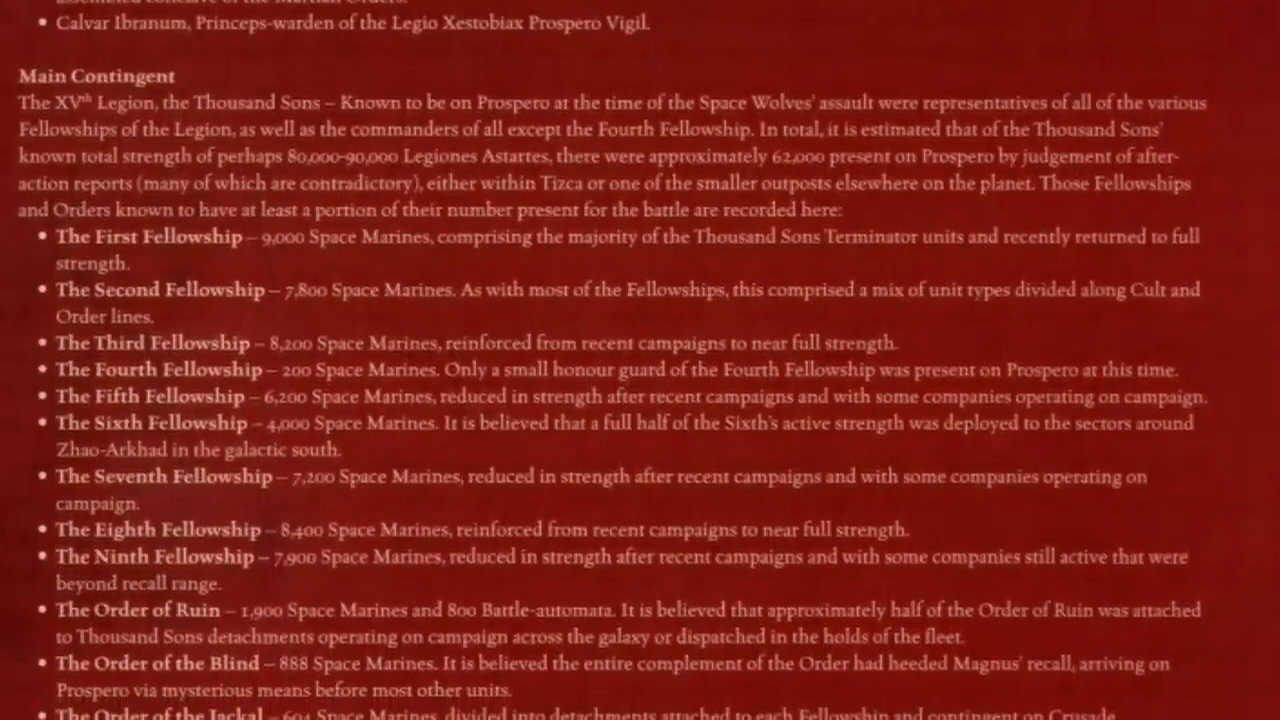 • Calvar Ibranum, Princeps-warden of the Legio Xestobiax Prospero Vigil.
Main Contingent
The XVth Legion, the Thousand Sons – Known to be on Prospero at the time of the Space Wolves' assault were representatives of all of the various
Fellowships of the Legion, as well as the commanders of all except the Fourth Fellowship. In total, it is estimated that of the Thousand Sons'
known total strength of perhaps 80,000-90,000 Legiones Astartes, there were approximately 62,000 present on Prospero by judgement of after-
action reports (many of which are contradictory), either within Tizca or one of the smaller outposts elsewhere on the planet. Those Fellowships
and Orders known to have at least a portion of their number present for the battle are recorded here:
• The First Fellowship – 9,000 Space Marines, comprising the majority of the Thousand Sons Terminator units and recently returned to full
strength.
• The Second Fellowship – 7,800 Space Marines. As with most of the Fellowships, this comprised a mix of unit types divided along Cult and
Order lines.
• The Third Fellowship – 8,200 Space Marines, reinforced from recent campaigns to near full strength.
• The Fourth Fellowship – 200 Space Marines. Only a small honour guard of the Fourth Fellowship was present on Prospero at this time.
• The Fifth Fellowship – 6,200 Space Marines, reduced in strength after recent campaigns and with some companies operating on campaign.
• The Sixth Fellowship – 4,000 Space Marines. It is believed that a full half of the Sixth's active strength was deployed to the sectors around
Zhao-Arkhad in the galactic south.
• The Seventh Fellowship – 7,200 Space Marines, reduced in strength after recent campaigns and with some companies operating on
campaign.
• The Eighth Fellowship – 8,400 Space Marines, reinforced from recent campaigns to near full strength.
• The Ninth Fellowship – 7,900 Space Marines, reduced in strength after recent campaigns and with some companies still active that were
beyond recall range.
• The Order of Ruin – 1,900 Space Marines and 800 Battle-automata. It is believed that approximately half of the Order of Ruin was attached
to Thousand Sons detachments operating on campaign across the galaxy or dispatched in the holds of the fleet.
• The Order of the Blind – 888 Space Marines. It is believed the entire complement of the Order had heeded Magnus' recall, arriving on
Prospero via mysterious means before most other units.
• The Order of the Jackal – 604 Space Marines, divided into detachments attached to each Fellowship and contingent on Crusade